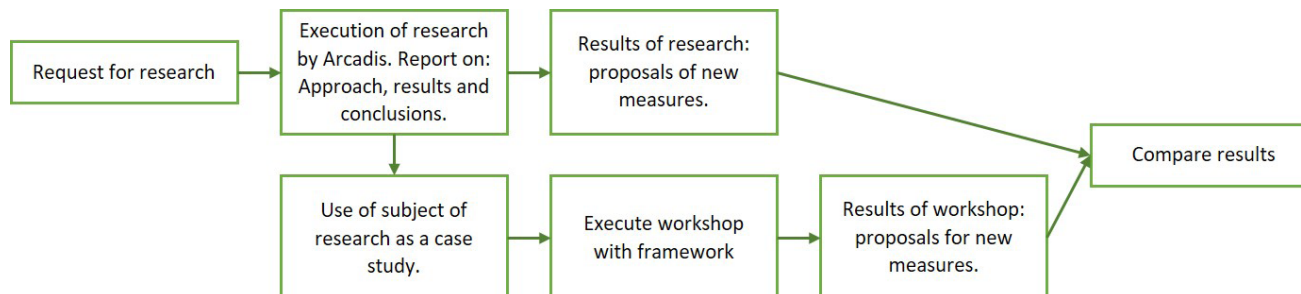 Request for research
Execution of research
by Arcadis. Report on:
Approach, results and
conclusions.
Results of research:
proposals of new
measures.
Compare results
Use of subject of
research as a case
study.
Execute workshop
with framework
Results of workshop:
proposals for new
measures.